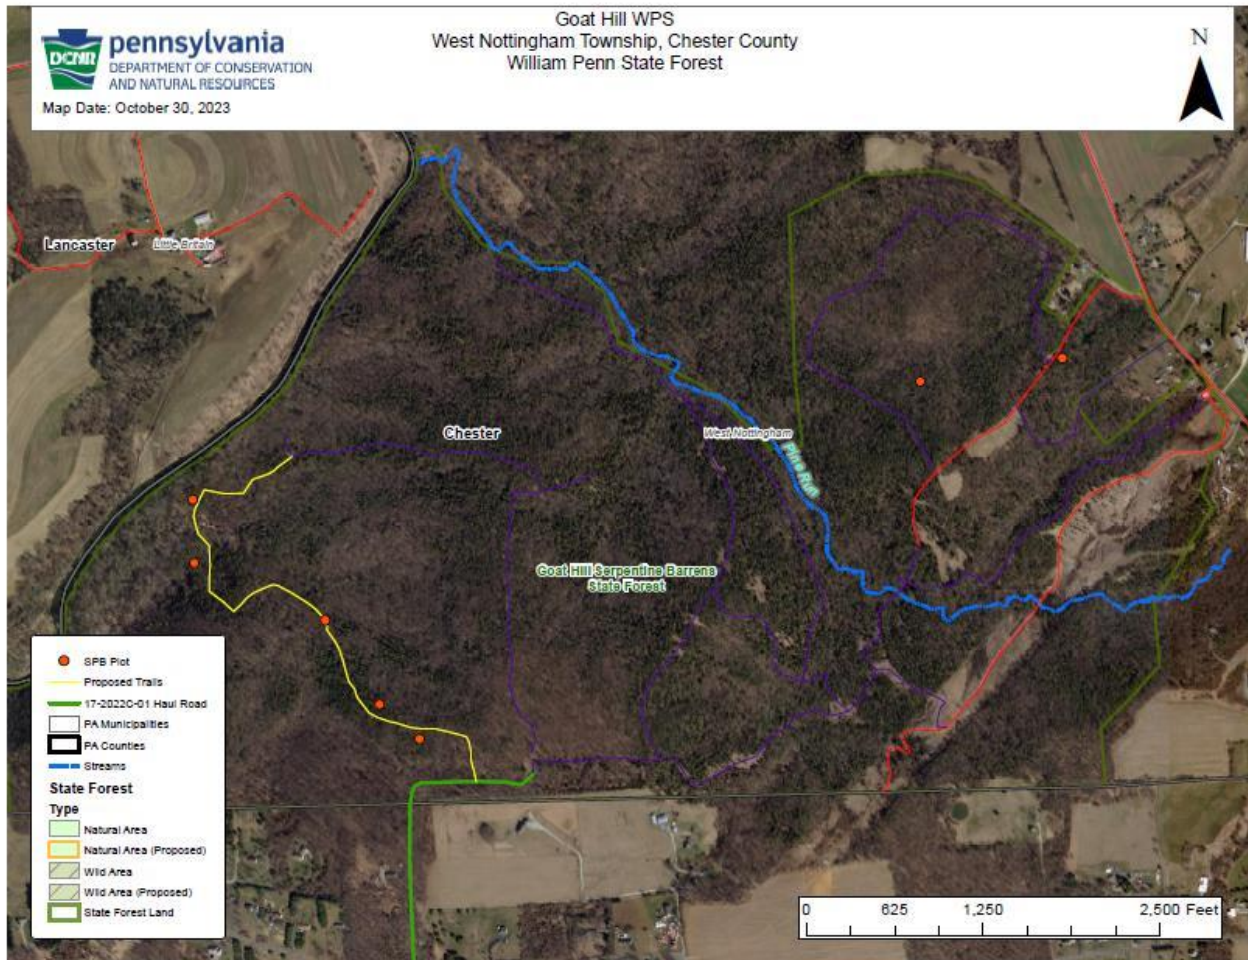 Goat Hill WPS
West Nottingham Township, Chester County
William Penn State Forest
DCNR
pennsylvania
DEPARTMENT OF CONSERVATION
AND NATURAL RESOURCES
Map Date: October 30, 2023
N
Lancaster
Little Britain
Chester
West Nottingham
Pine Run
Goat Hill Serpentine Barrens
State Forest
SPB Plot
Proposed Trails
17-2022C-01 Haul Road
PA Municipalities
PA Counties
Streams
State Forest
Type
Natural Area
Natural Area (Proposed)
Wild Area
Wild Area (Proposed)
State Forest Land
0 625 1,250 2,500 Feet